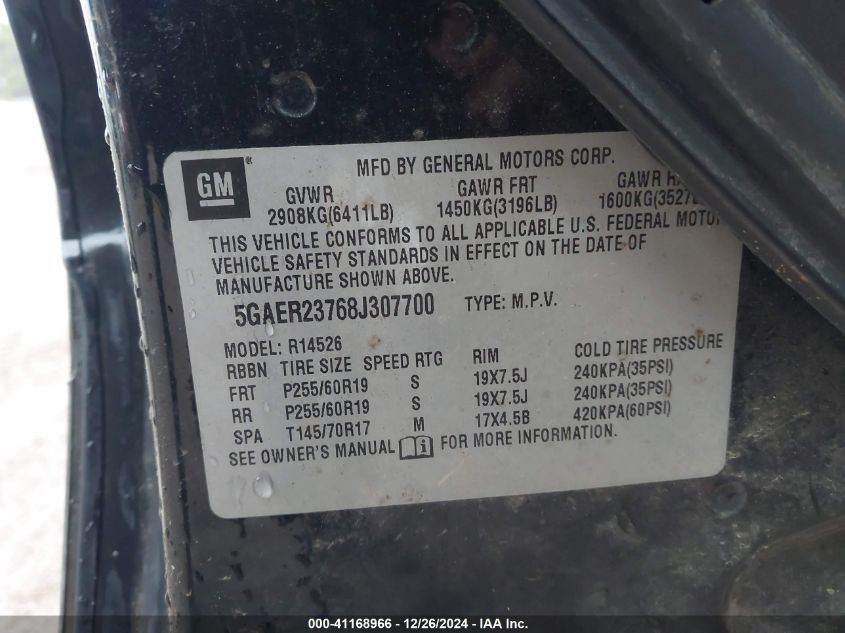 GM ®
MFD BY GENERAL MOTORS CORP.
GVWR GAWR FRT GAWR
2908KG(6411LB) 1450KG(3196LB)
THIS VEHICLE CONFORMS TO ALL APPLICABLE U.S. FEDERAL
VEHICLE SAFETY STANDARDS IN EFFECT ON THE DATE OF
MANUFACTURE SHOWN ABOVE.
5GAER23768J307700 TYPE: M.P.V.
MODEL: R14526
RBBN TIRE SIZE SPEED RTG RIM COLD TIRE PRESSURE
FRT P255/60R19 S 19X7.5J 240KPA(35PSI)
RR P255/60R19 S 19X7.5J 240KPA(35PSI)
SPA T145/70R17 M 17X4.5B 420KPA(60PSI)
SEE OWNER'S MANUAL i FOR MORE INFORMATION.
000-41168966 - 12/26/2024 - IAA Inc.